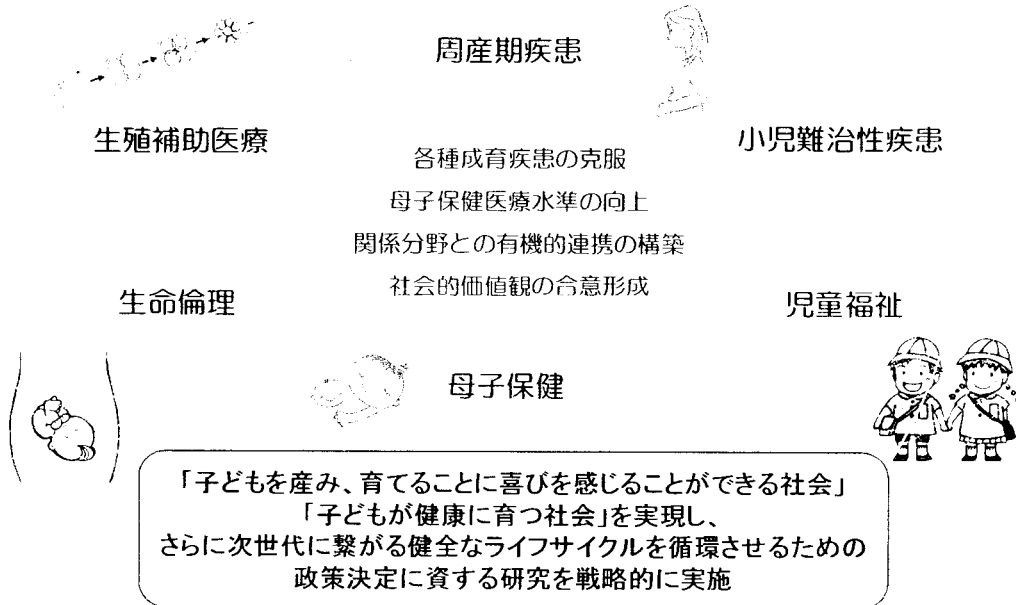 周産期疾患
生殖補助医療
小児難治性疾患
各種成育疾患の克服
母子保健医療水準の向上
関係分野との有機的連携の構築
社会的価値観の合意形成
生命倫理
児童福祉
母子保健
「子どもを産み、育てることに喜びを感じることができる社会」
「子どもが健康に育つ社会」を実現し、
さらに次世代に繋がる健全なライフサイクルを循環させるための
政策決定に資する研究を戦略的に実施